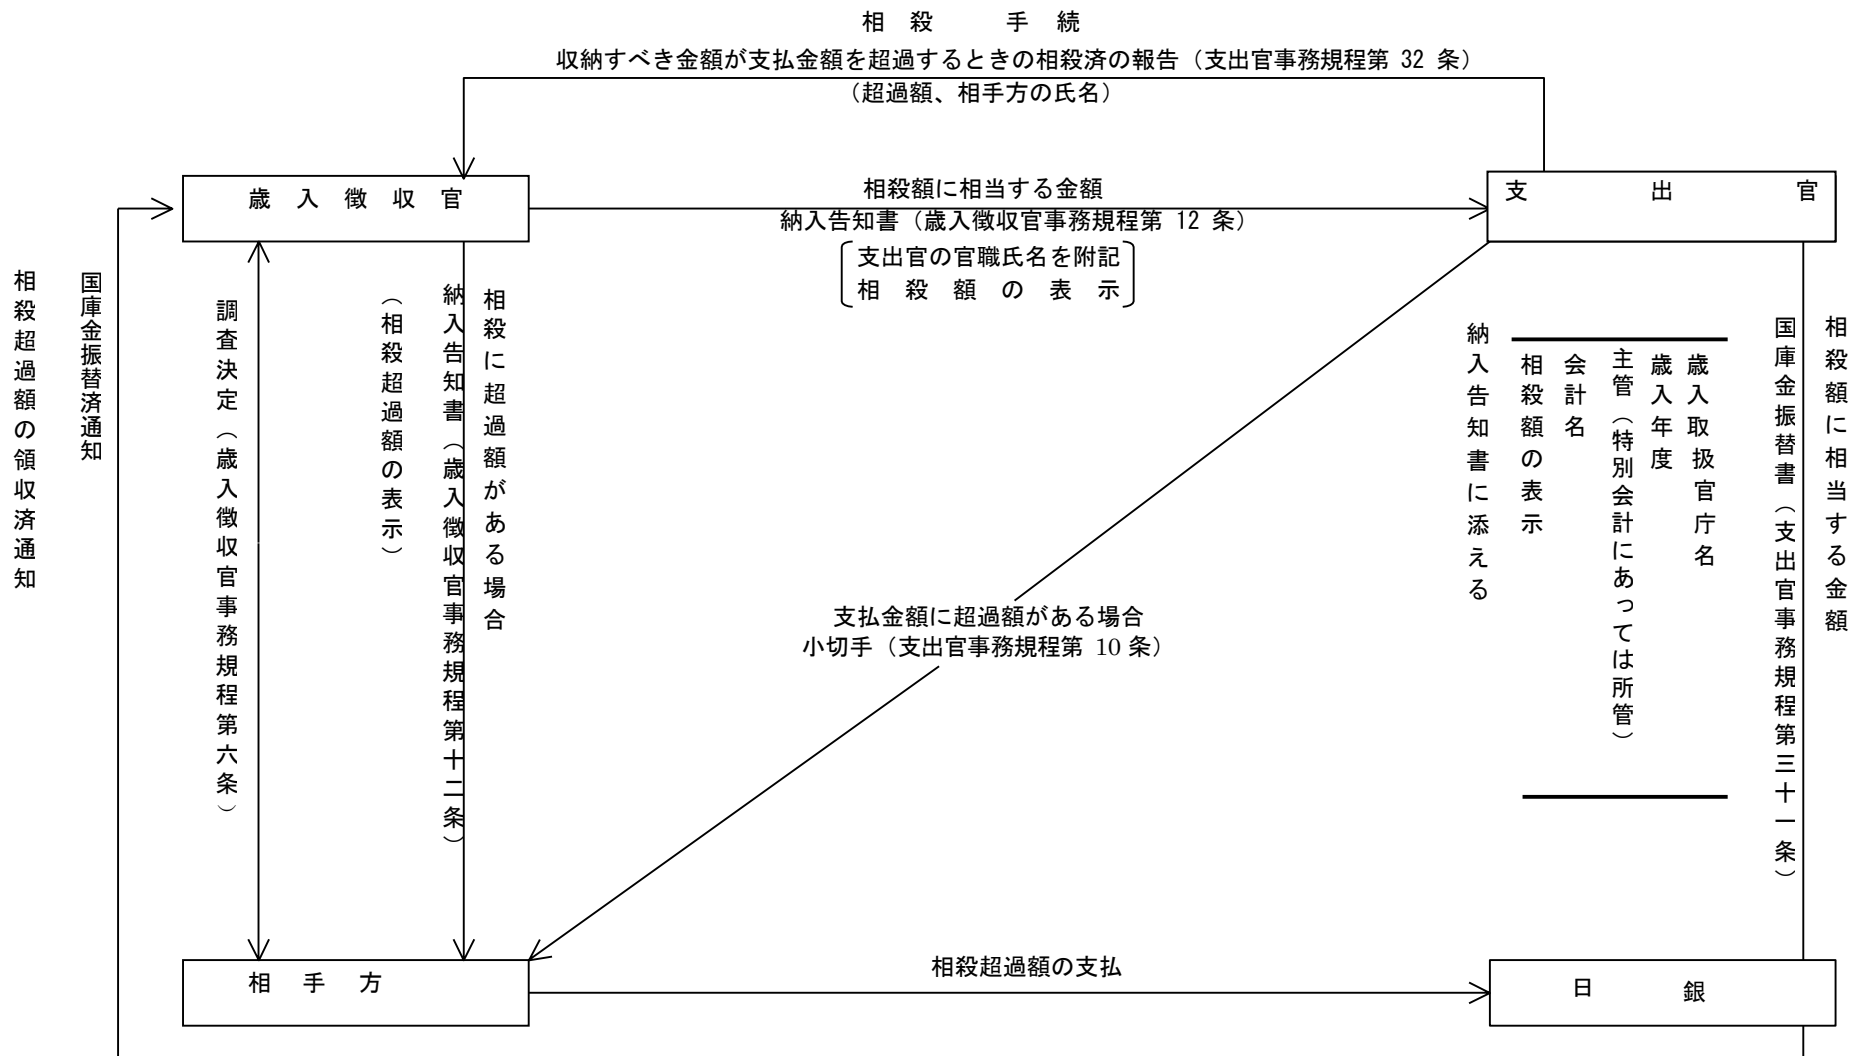 相殺 手続
収納すべき金額が支払金額を超過するときの相殺済の報告（支出官事務規程第 32 条）
（超過額、相手方の氏名）
歳入徴収官
相殺額に相当する金額
納入告知書（歳入徴収官事務規程第 12 条）
支出官の官職氏名を附記
相殺額の表示
支出官
相殺額に相当する金額
国庫金振替書（支出官事務規程第三十一条）
歳入取扱官庁名
歳入年度
主管（特別会計にあっては所管）
会計名
相殺額の表示
納入告知書に添える
支払金額に超過額がある場合
小切手（支出官事務規程第 10 条）
相殺に超過額がある場合
納入告知書（歳入徴収官事務規程第十二条）
（相殺超過額の表示）
調査決定（歳入徴収官事務規程第六条）
国庫金振替済通知
相殺超過額の領収済通知
相手方
相殺超過額の支払
日銀